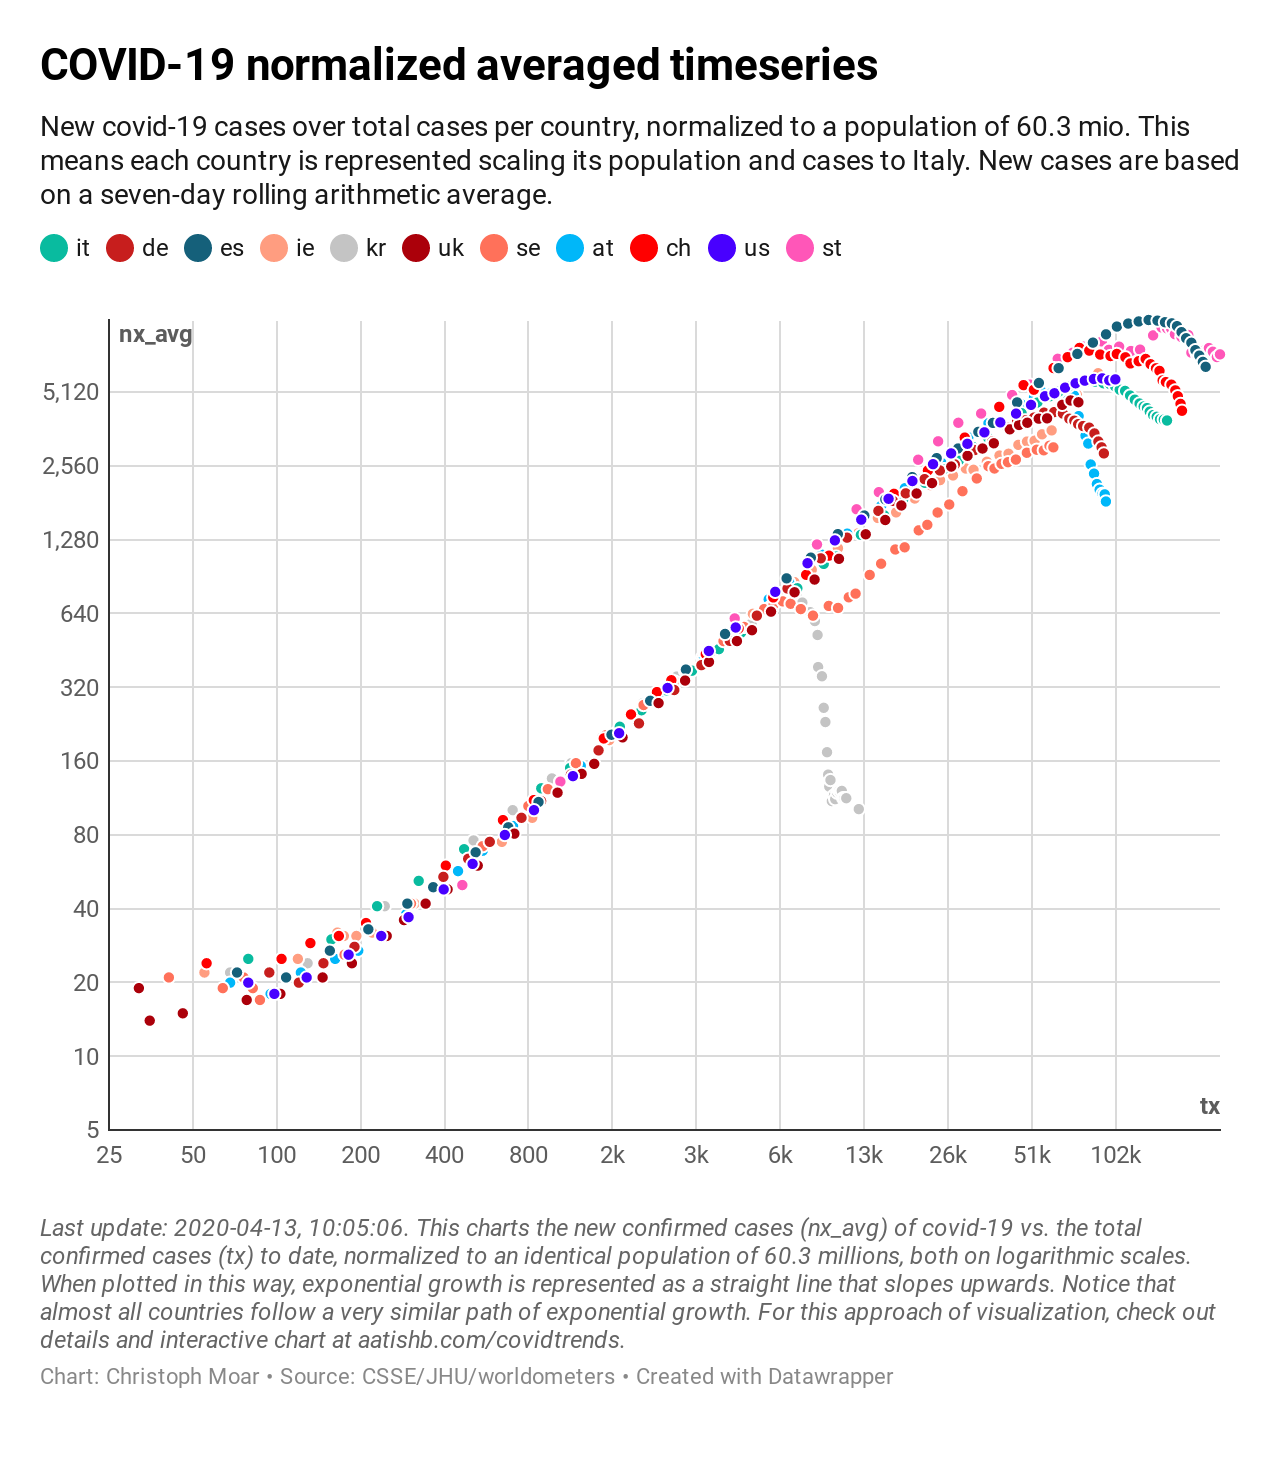 COVID-19 normalized averaged timeseries
New covid-19 cases over total cases per country, normalized to a population of 60.3 mio. This
means each country is represented scaling its population and cases to Italy. New cases are based
on a seven-day rolling arithmetic average.
it de es ie kr uk se at ch us st
nx_avg
5,120
2,560
1,280
640
320
160
80
40
20
10
5
tx
25 50 100 200 400 800 2k 3k 6k 13k 26k 51k 102k
Last update: 2020-04-13, 10:05:06. This charts the new confirmed cases (nx_avg) of covid-19 vs. the total
confirmed cases (tx) to date, normalized to an identical population of 60.3 millions, both on logarithmic scales.
When plotted in this way, exponential growth is represented as a straight line that slopes upwards. Notice that
almost all countries follow a very similar path of exponential growth. For this approach of visualization, check out
details and interactive chart at aatishb.com/covidtrends.
Chart: Christoph Moar • Source: CSSE/JHU/worldometers • Created with Datawrapper